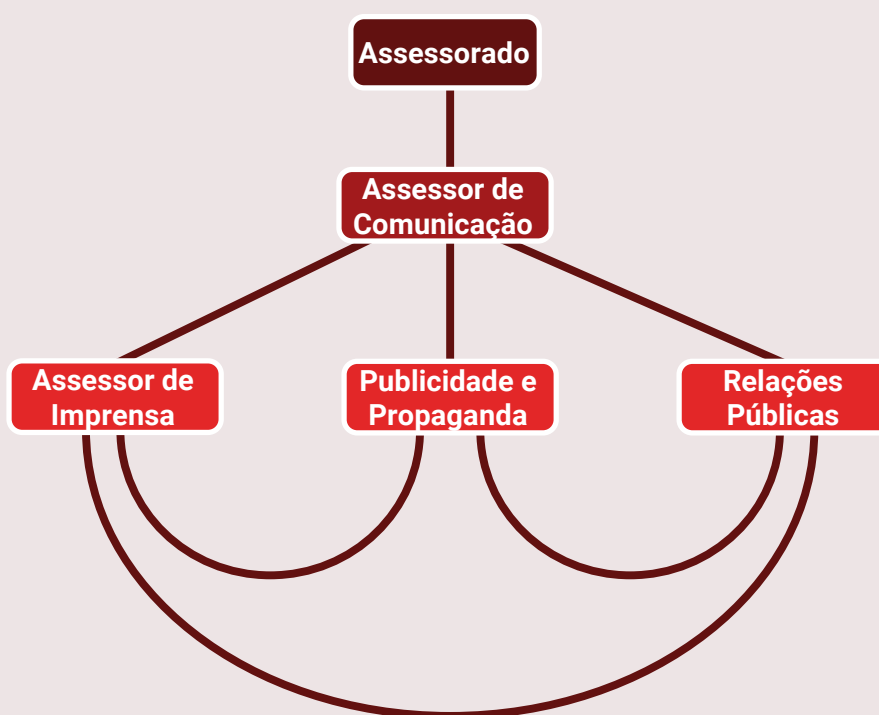 Assessorado
Assessor de
Comunicação
Assessor de
Imprensa
Publicidade e
Propaganda
Relações
Públicas